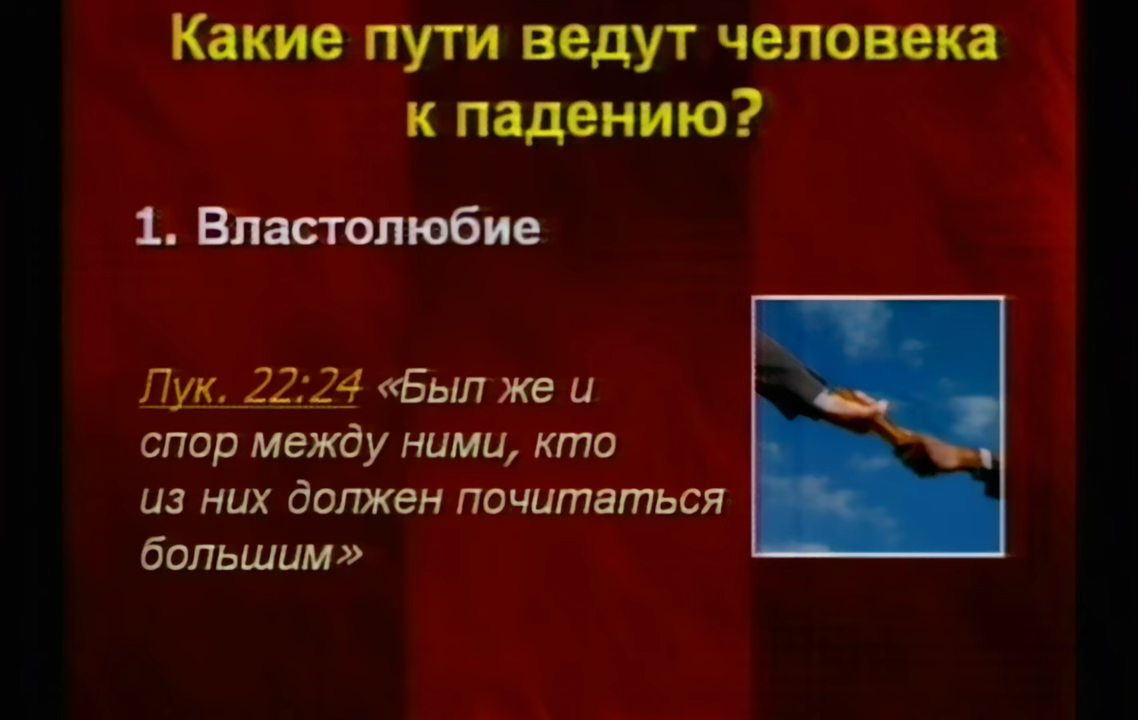 Какие пути ведут человека
к падению?
1. Властолюбие
Лук. 22:24 «Был же и
спор между ними, кто
из них должен почитаться
большим»